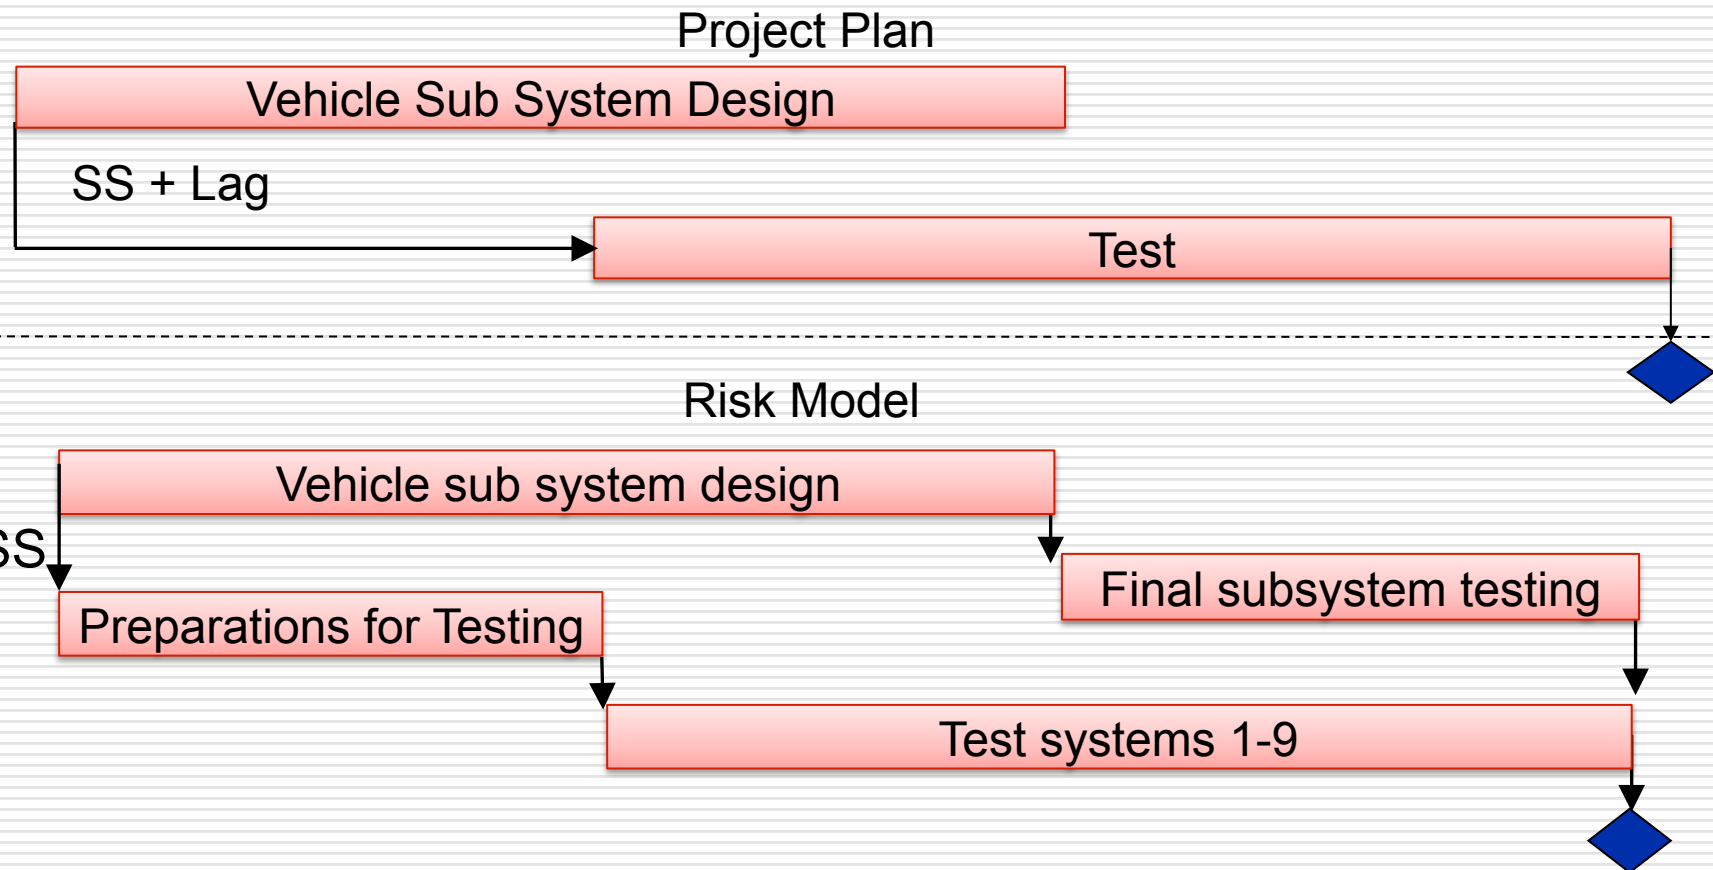 Project Plan
Vehicle Sub System Design
SS + Lag
Test
Risk Model
Vehicle sub system design
SS
Final subsystem testing
Preparations for Testing
Test systems 1-9